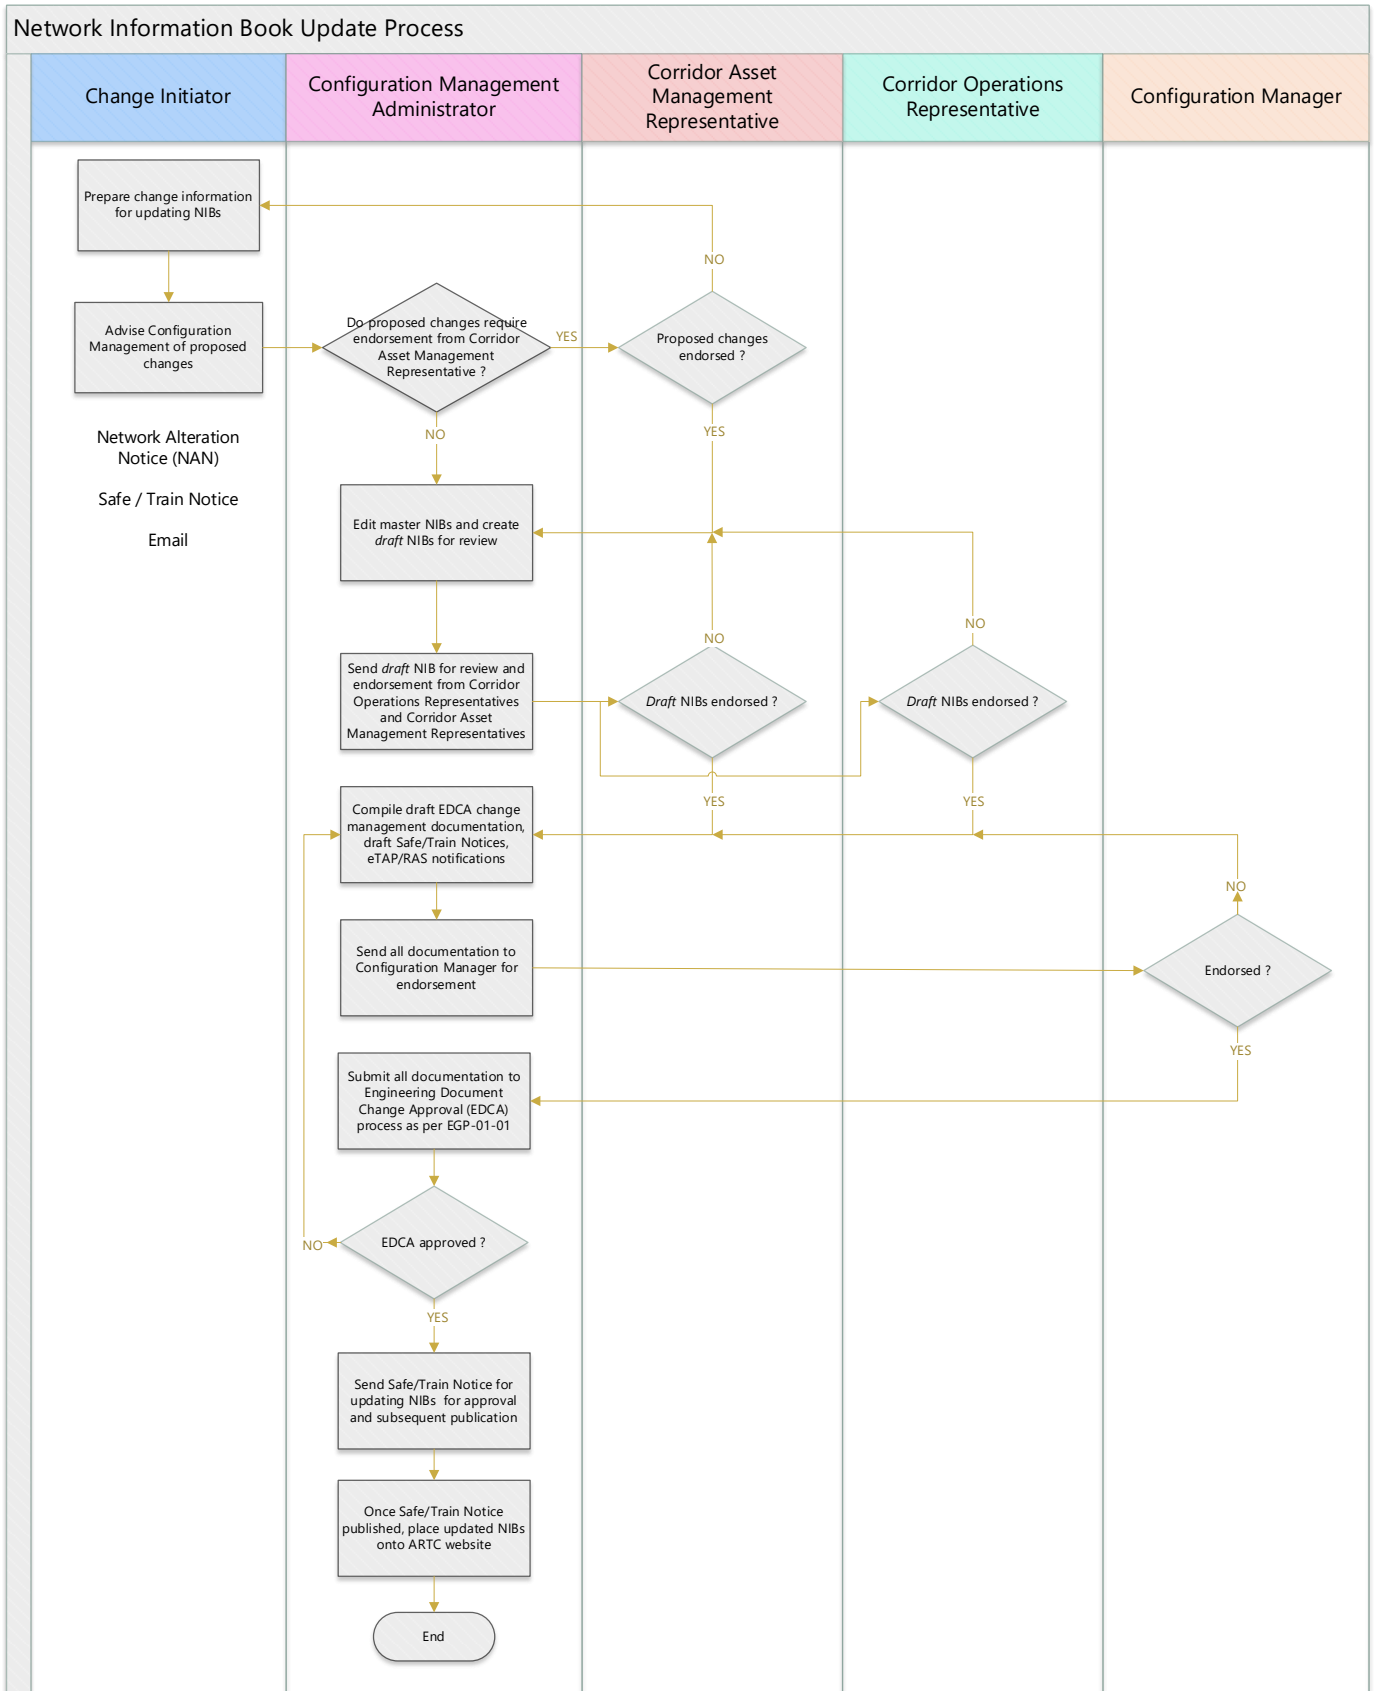 Network Information Book Update Process
Change Initiator
Configuration Management
Administrator
Corridor Asset
Management
Representative
Corridor Operations
Representative
Configuration Manager
Prepare change information
for updating NIBs
NO
Advise Configuration
Management of proposed
changes
Do proposed changes require
endorsement from Corridor
Asset Management
Representative ?
YES
Proposed changes
endorsed ?
NO
YES
Network Alteration
Notice (NAN)
Safe / Train Notice
Email
Edit master NIBs and create
draft NIBs for review
NO
NO
Send draft NIB for review and
endorsement from Corridor
Operations Representatives
and Corridor Asset
Management Representatives
Draft NIBs endorsed ?
Draft NIBs endorsed ?
YES
YES
Compile draft EDCA change
management documentation,
draft Safe/Train Notices,
eTAP/RAS notifications
NO
Send all documentation to
Configuration Manager for
endorsement
Endorsed ?
YES
Submit all documentation to
Engineering Document
Change Approval (EDCA)
process as per EGP-01-01
EDCA approved ?
NO
YES
Send Safe/Train Notice for
updating NIBs for approval
and subsequent publication
Once Safe/Train Notice
published, place updated NIBs
onto ARTC website
End